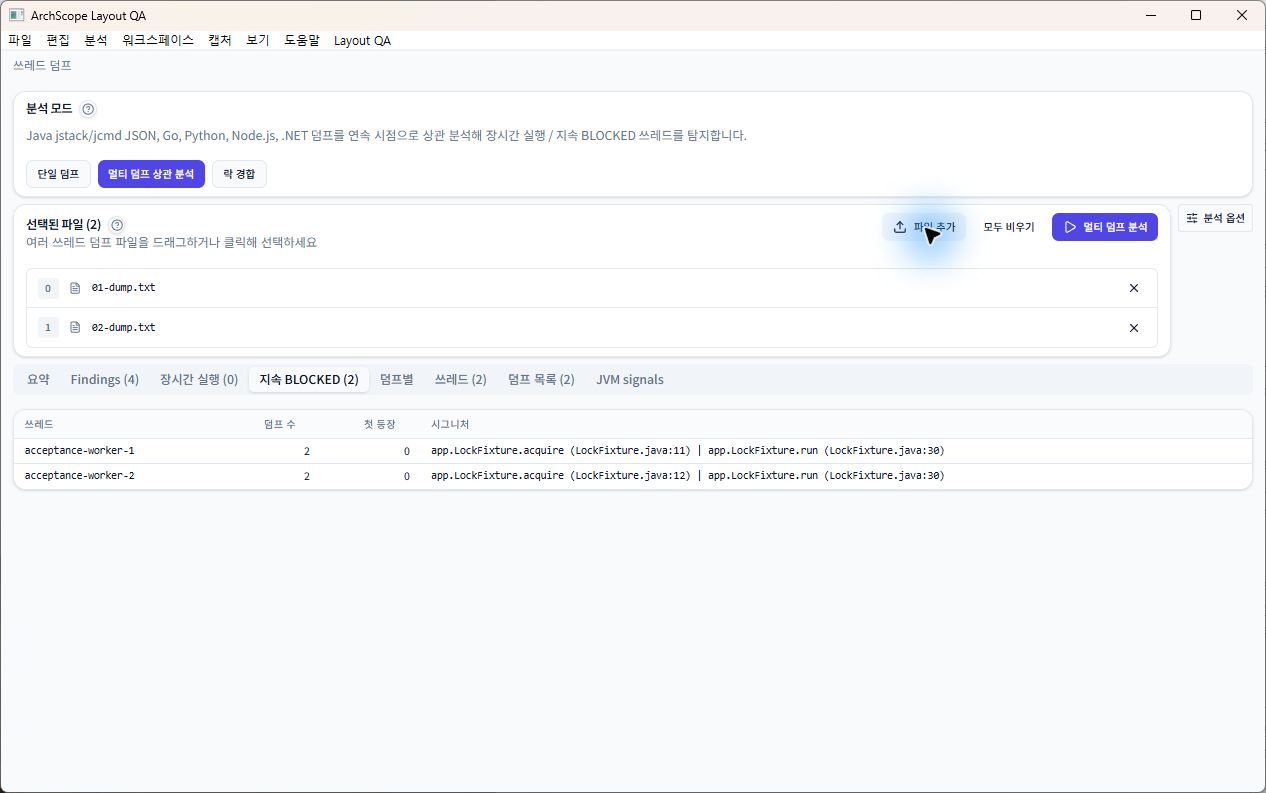 ArchScope Layout QA
파일 편집 분석 워크스페이스 캡처 보기 도움말 Layout QA
쓰레드 덤프
분석 모드 ?
Java jstack/jcmd JSON, Go, Python, Node.js, .NET 덤프를 연속 시점으로 상관 분석해 장시간 실행 / 지속 BLOCKED 쓰레드를 탐지합니다.
단일 덤프 멀티 덤프 상관 분석 락 경합
선택된 파일 (2) ?
여러 쓰레드 덤프 파일을 드래그하거나 클릭해 선택하세요
파일 추가 모두 비우기 멀티 덤프 분석 분석 옵션
0 01-dump.txt
1 02-dump.txt
요약 Findings (4) 장시간 실행 (0) 지속 BLOCKED (2) 덤프별 쓰레드 (2) 덤프 목록 (2) JVM signals
쓰레드 덤프 수 첫 등장 시그니처
acceptance-worker-1 2 0 app.LockFixture.acquire (LockFixture.java:11) | app.LockFixture.run (LockFixture.java:30)
acceptance-worker-2 2 0 app.LockFixture.acquire (LockFixture.java:12) | app.LockFixture.run (LockFixture.java:30)